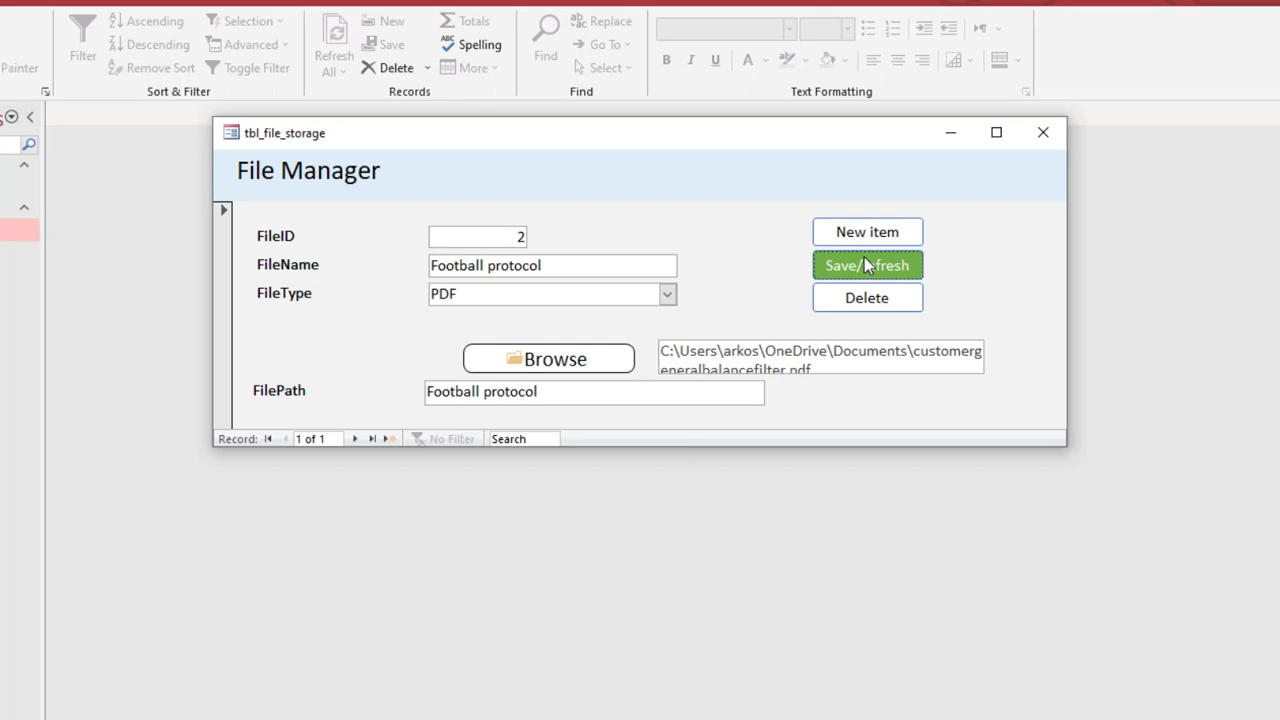 Ascending
Selection
New
Totals
Replace
Descending
Advanced
Save
Spelling
Go To
Painter
Filter
Remove Sort
Toggle Filter
Refresh
All
Delete
More
Find
Select
B I U A
Sort & Filter
Records
Find
Text Formatting
tbl_file_storage
File Manager
FileID
2
New item
FileName
Football protocol
FileType
PDF
Delete
Browse
C:\Users\arkos\OneDrive\Documents\customerg
eneralbalancefilter.pdf
FilePath
Football protocol
Record:
1 of 1
No Filter
Search